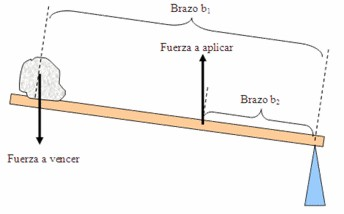 Brazo b₁
Fuerza a aplicar
Brazo b₂
Fuerza a vencer